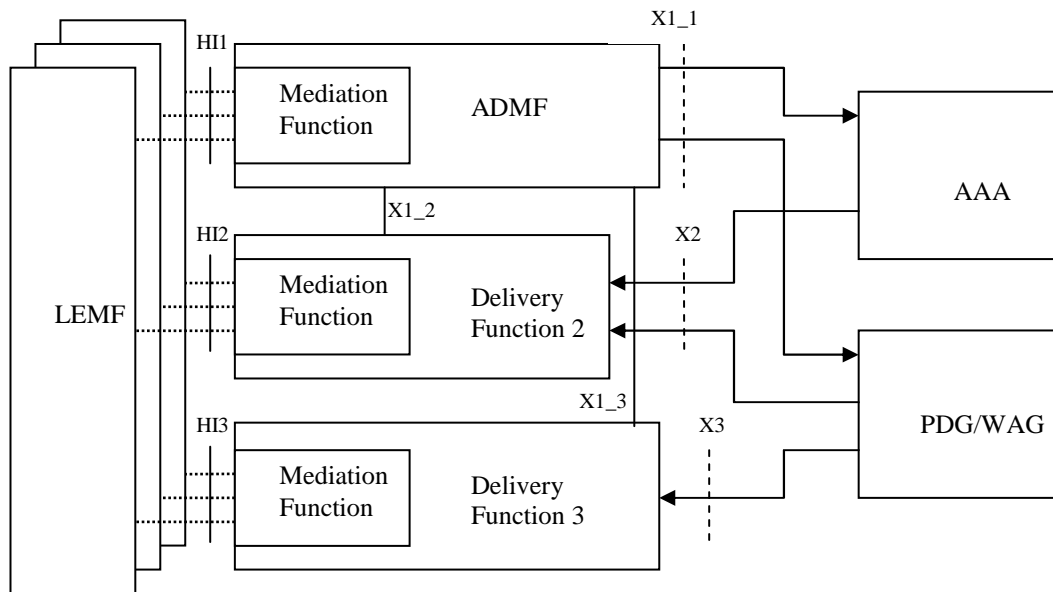 X1_1
HI1
Mediation
Function
ADMF
AAA
X1_2
HI2
X2
Mediation
Function
Delivery
Function 2
LEMF
X1_3
HI3
X3
PDG/WAG
Mediation
Function
Delivery
Function 3